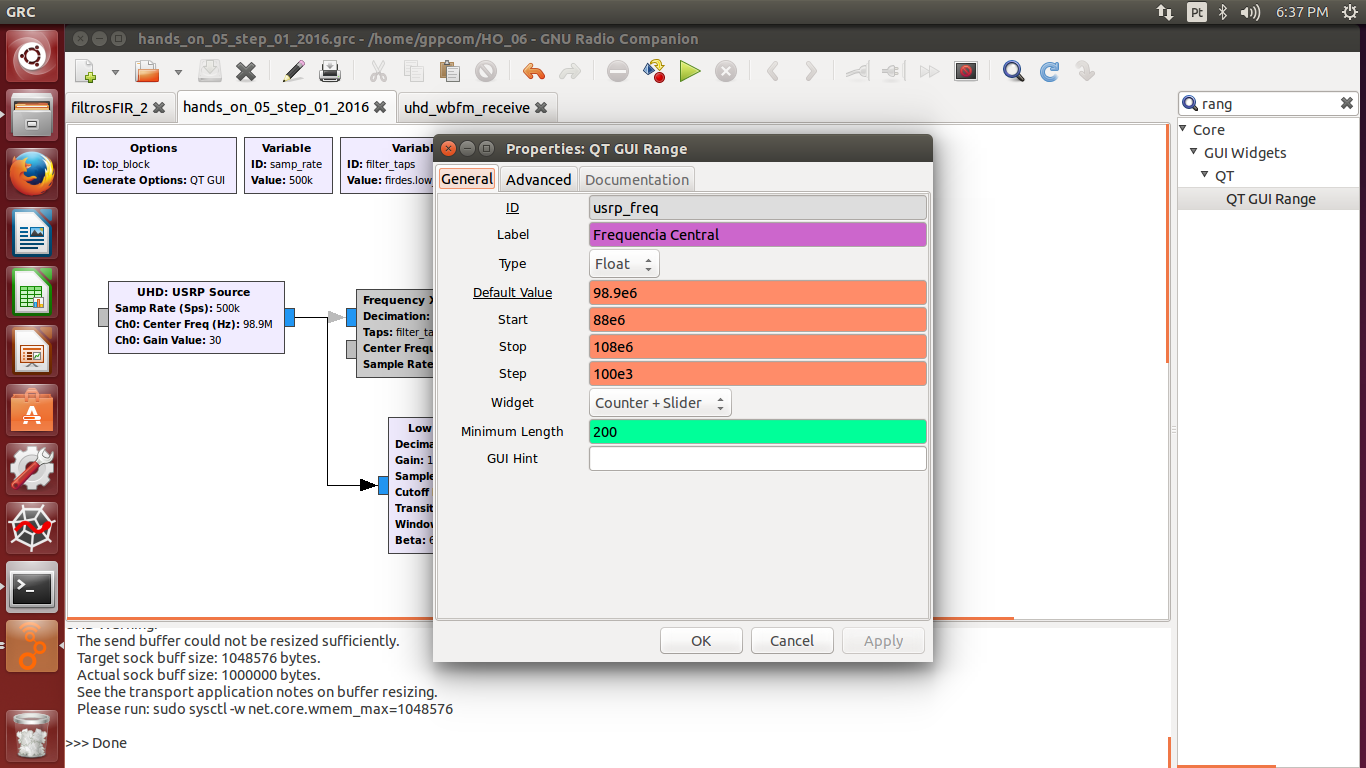 GRC
Pt
6:37 PM
hands_on_05_step_01_2016.grc - /home/gppcom/HO_06 - GNU Radio Companion
filtrosFIR_2
hands_on_05_step_01_2016
uhd_wbfm_receive
rang
Core
GUI Widgets
QT
QT GUI Range
Options
ID: top_block
Generate Options: QT GUI
Variable
ID: samp_rate
Value: 500k
ID: filter_taps
Value:
UHD: USRP Source
Samp Rate (Sps): 500k
Ch0: Center Freq (Hz): 98.9M
Ch0: Gain Value: 30
Frequency
Decimation:
Taps:
Center
Sample Rate
Low
Gain:
Cutoff
Beta:
Properties: QT GUI Range
General
Advanced
Documentation
ID
usrp_freq
Label
Frequencia Central
Type
Float
Default Value
98.9e6
Start
88e6
Stop
108e6
Step
100e3
Widget
Counter + Slider
Minimum Length
200
GUI Hint
OK
Cancel
Apply
The send buffer could not be resized sufficiently.
Target sock buff size: 1048576 bytes.
Actual sock buff size: 1000000 bytes.
See the transport application notes on buffer resizing.
Please run: sudo sysctl -w net.core.wmem_max=1048576
>>> Done